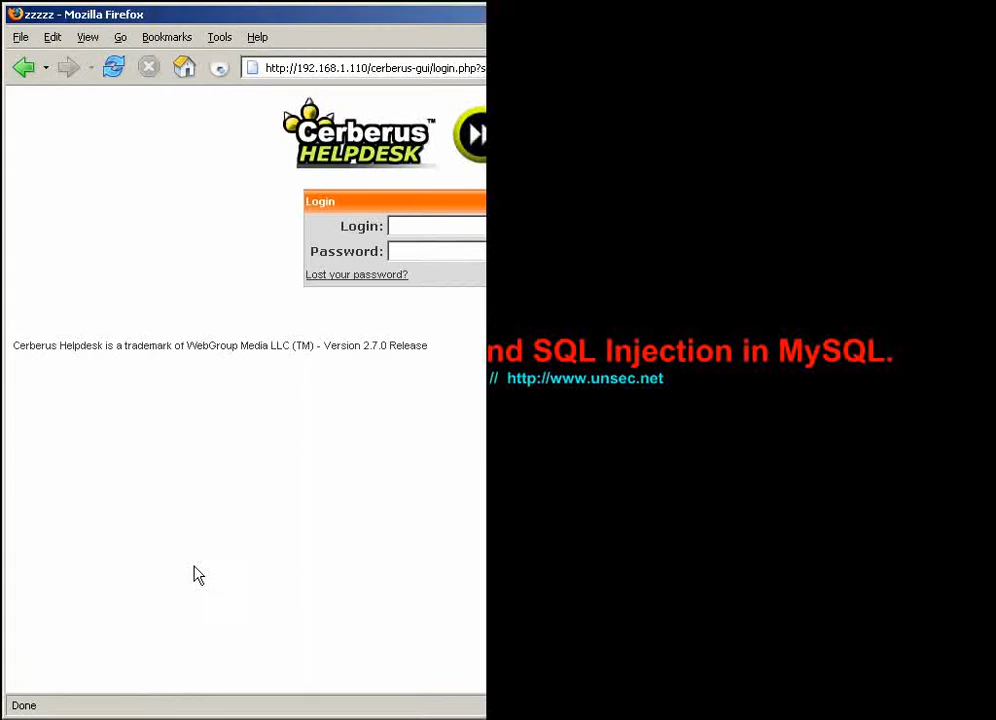 zzzzz - Mozilla Firefox
File Edit View Go Bookmarks Tools Help
http://192.168.1.110/cerberus-gui/login.php?s
Cerberus™
HELPDESK
Login
Login:
Password:
Lost your password?
Cerberus Helpdesk is a trademark of WebGroup Media LLC (TM) - Version 2.7.0 Release
nd SQL Injection in MySQL.
// http://www.unsec.net
Done